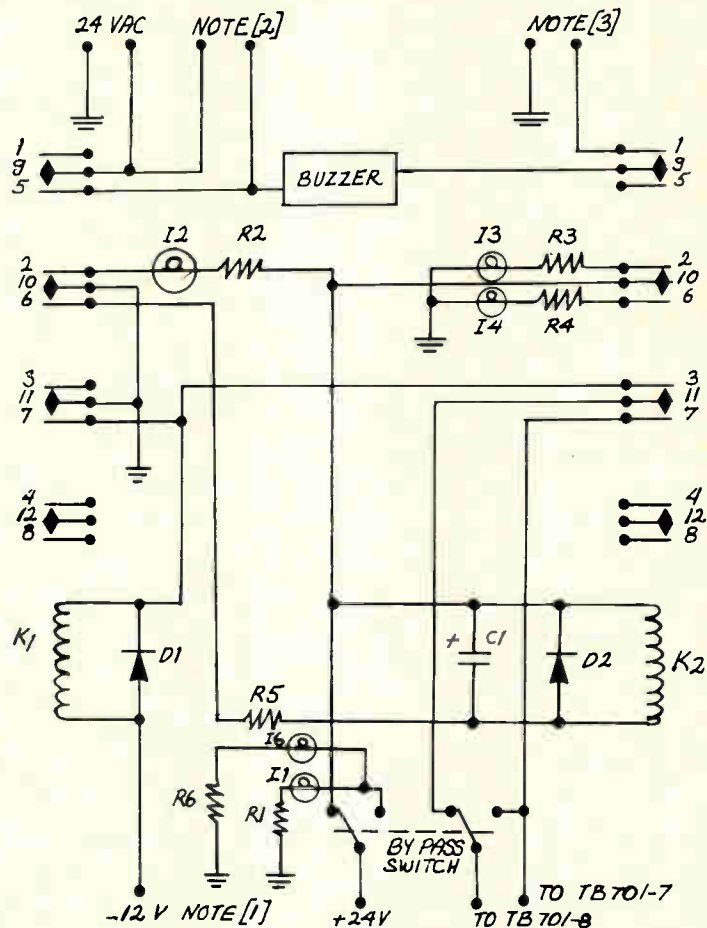 24 VAC NOTE[2] NOTE[3]
1 1
9 9
5 BUZZER 5
I2 R2 I3 R3
2 2
10 10
6 6
I4 R4
3 3
11 11
7 7
4 4
12 12
8 8
K1 D1 + C1 D2 K2
R5
I6
I1
R6 R1
BY PASS
SWITCH
-12 V NOTE[1] +24V TO TB701-8 TO TB701-7